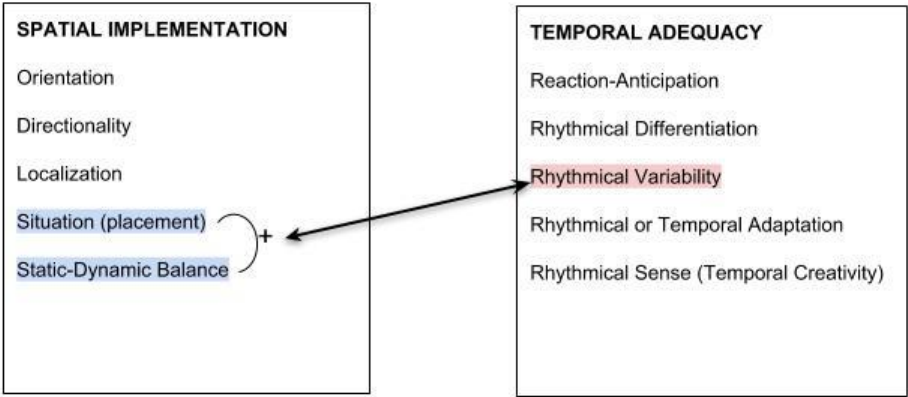 SPATIAL IMPLEMENTATION
Orientation
Directionality
Localization
Situation (placement)
+
Static-Dynamic Balance
TEMPORAL ADEQUACY
Reaction-Anticipation
Rhythmical Differentiation
Rhythmical Variability
Rhythmical or Temporal Adaptation
Rhythmical Sense (Temporal Creativity)